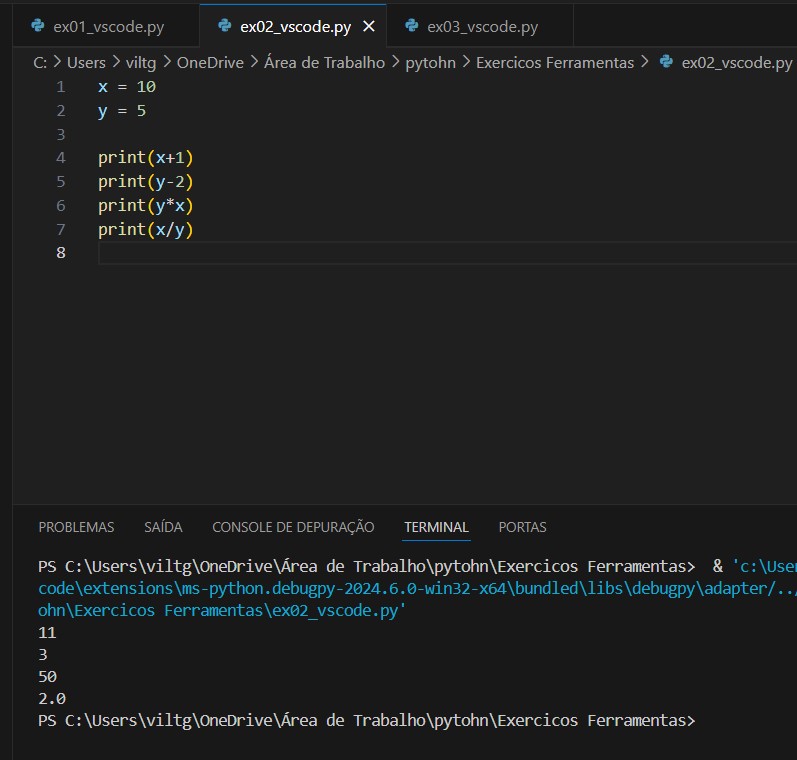 ex01_vscode.py ex02_vscode.py ex03_vscode.py
C: > Users > viltg > OneDrive > Área de Trabalho > pytohn > Exercicos Ferramentas > ex02_vscode.py
1 x = 10
2 y = 5
3
4 print(x+1)
5 print(y-2)
6 print(y*x)
7 print(x/y)
8
PROBLEMAS SAÍDA CONSOLE DE DEPURAÇÃO TERMINAL PORTAS
PS C:\Users\viltg\OneDrive\Área de Trabalho\pytohn\Exercicos Ferramentas>  & 'c:\User
code\extensions\ms-python.debugpy-2024.6.0-win32-x64\bundled\libs\debugpy\adapter/../
ohn\Exercicos Ferramentas\ex02_vscode.py'
11
3
50
2.0
PS C:\Users\viltg\OneDrive\Área de Trabalho\pytohn\Exercicos Ferramentas>